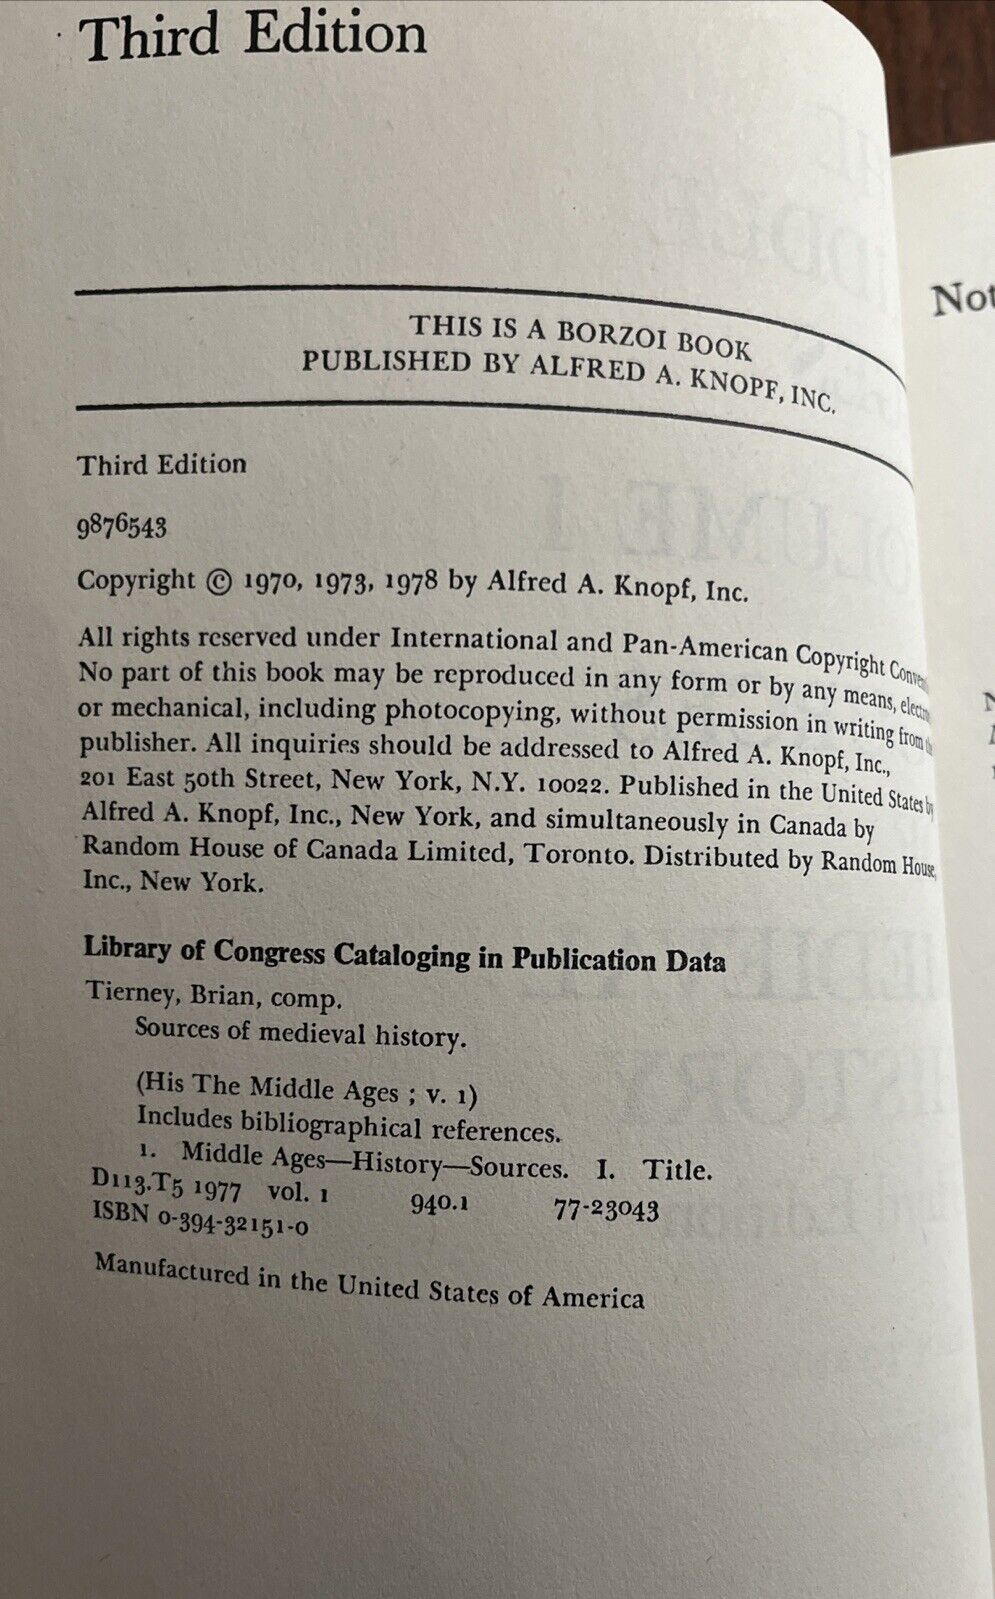 Third Edition
THIS IS A BORZOI BOOK
PUBLISHED BY ALFRED A. KNOPF, INC.
Third Edition
9876543
Copyright © 1970, 1973, 1978 by Alfred A. Knopf, Inc.
All rights reserved under International and Pan-American Copyright
No part of this book may be reproduced in any form or by any means,
or mechanical, including photocopying, without permission in writing from the
publisher. All inquiries should be addressed to Alfred A. Knopf, Inc.,
201 East 50th Street, New York, N.Y. 10022. Published in the United States by
Alfred A. Knopf, Inc., New York, and simultaneously in Canada by
Random House of Canada Limited, Toronto. Distributed by Random House,
Inc., New York.
Library of Congress Cataloging in Publication Data
Tierney, Brian, comp.
Sources of medieval history.
(His The Middle Ages ; v. 1)
Includes bibliographical references.
1. Middle Ages—History—Sources. I. Title.
D113.T5 1977 vol. 1 940.1 77-23043
ISBN 0-394-32151-0
Manufactured in the United States of America
Not